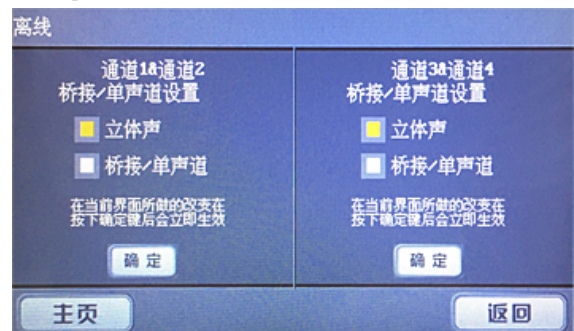 离线
通道1&通道2
桥接/单声道设置
立体声
桥接/单声道
在当前界面所做的改变在
按下确定键后会立即生效
确定
通道3&通道4
桥接/单声道设置
立体声
桥接/单声道
在当前界面所做的改变在
按下确定键后会立即生效
确定
主页
返回